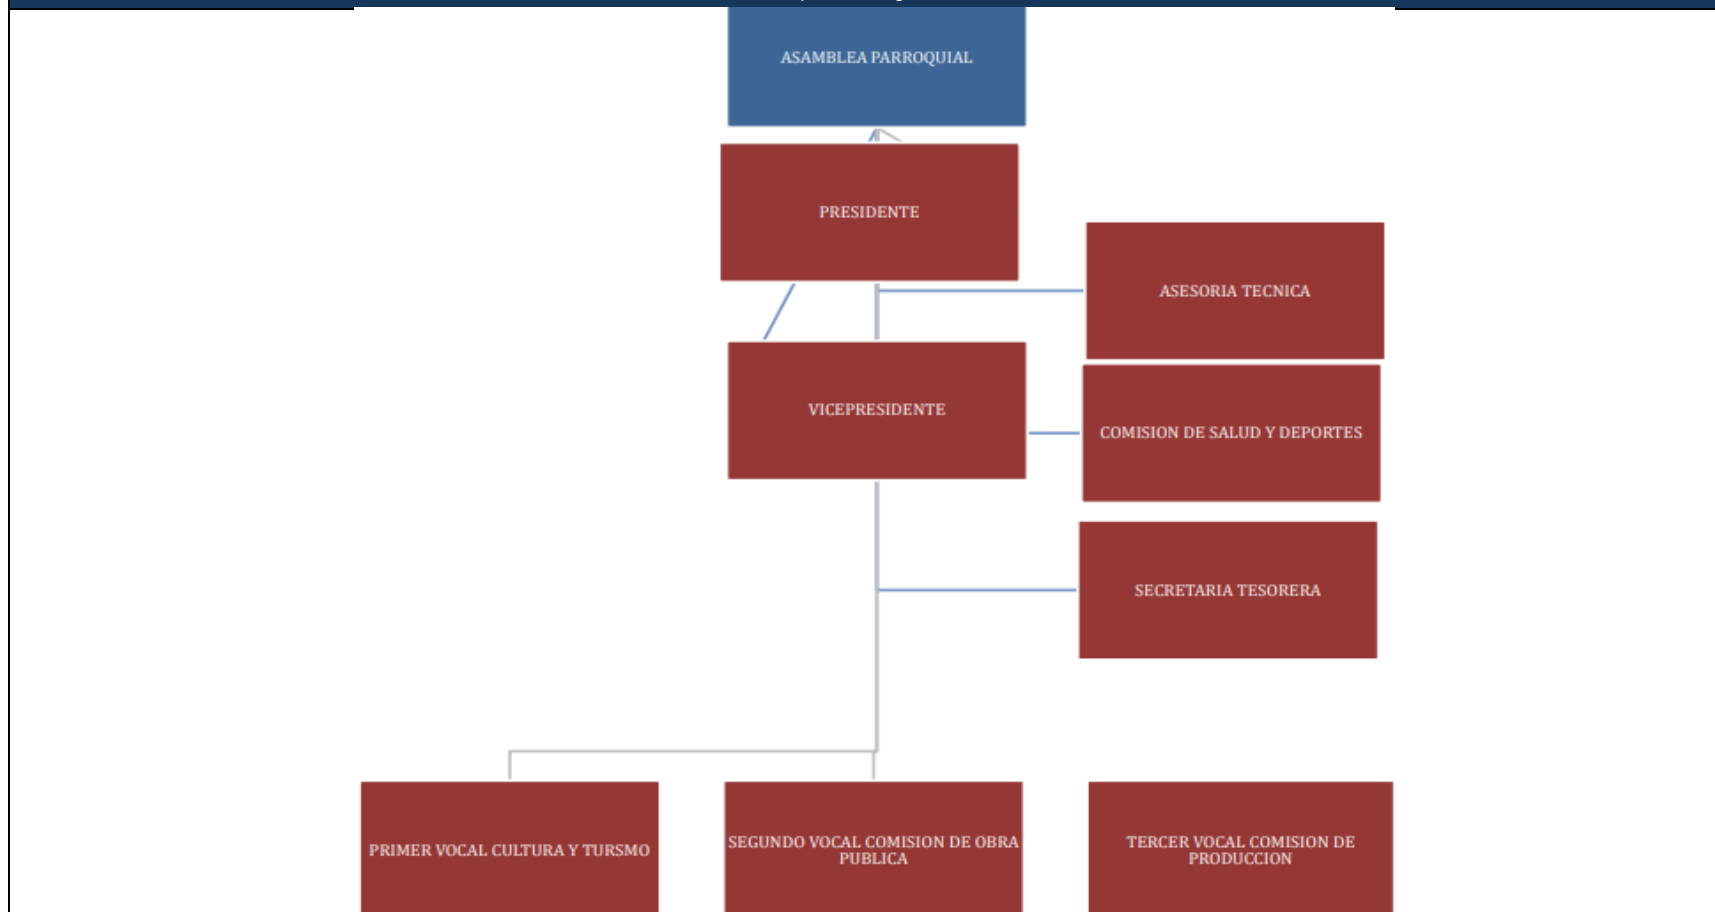 ASAMBLEA PARROQUIAL
PRESIDENTE
ASESORIA TECNICA
VICEPRESIDENTE
COMISION DE SALUD Y DEPORTES
SECRETARIA TESORERA
PRIMER VOCAL CULTURA Y TURSMO
SEGUNDO VOCAL COMISION DE OBRA
PUBLICA
TERCER VOCAL COMISION DE
PRODUCCION